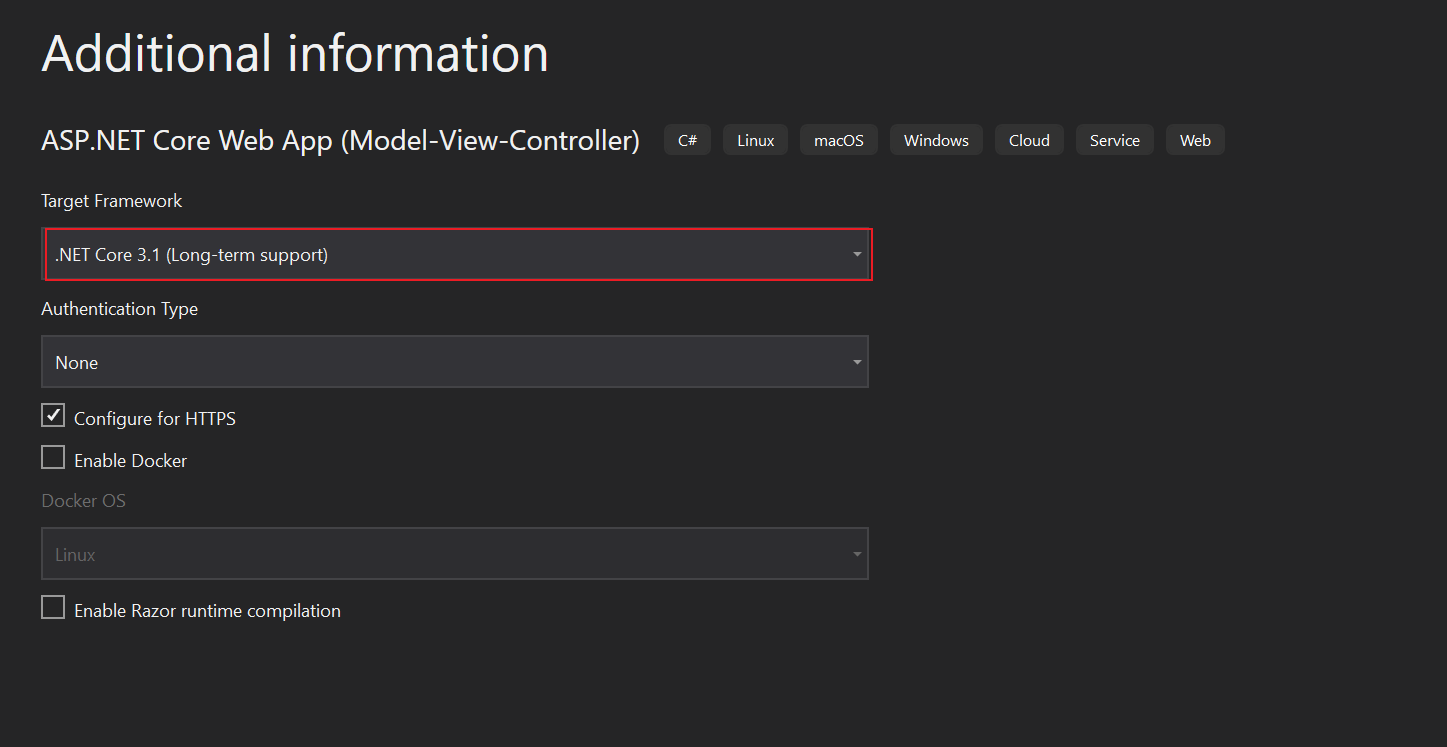 Additional information
ASP.NET Core Web App (Model-View-Controller) C# Linux macOS Windows Cloud Service Web
Target Framework
.NET Core 3.1 (Long-term support)
Authentication Type
None
Configure for HTTPS
Enable Docker
Docker OS
Linux
Enable Razor runtime compilation